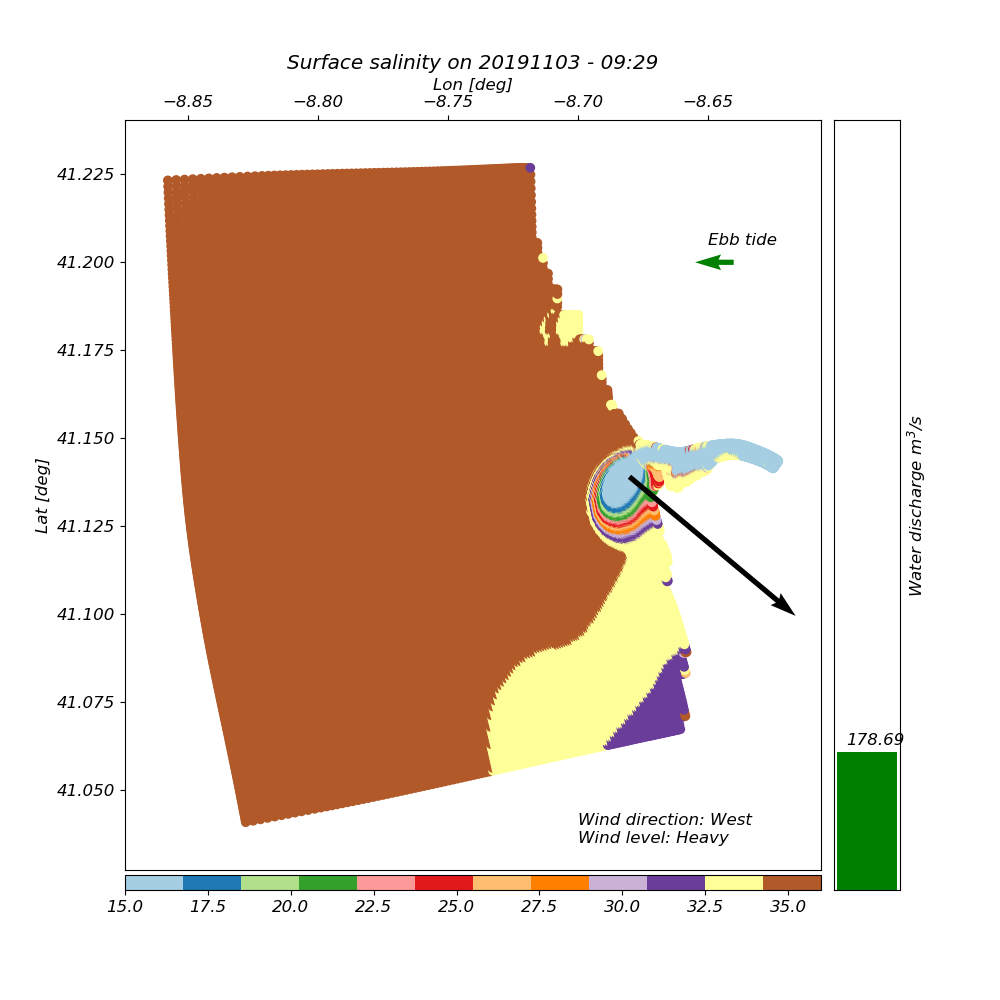 Surface salinity on 20191103 - 09:29
Lon [deg]
−8.85 −8.80 −8.75 −8.70 −8.65
41.225
41.200
41.175
41.150
41.125
41.100
41.075
41.050
Lat [deg]
Ebb tide
Wind direction: West
Wind level: Heavy
15.0 17.5 20.0 22.5 25.0 27.5 30.0 32.5 35.0
178.69
Water discharge m³/s